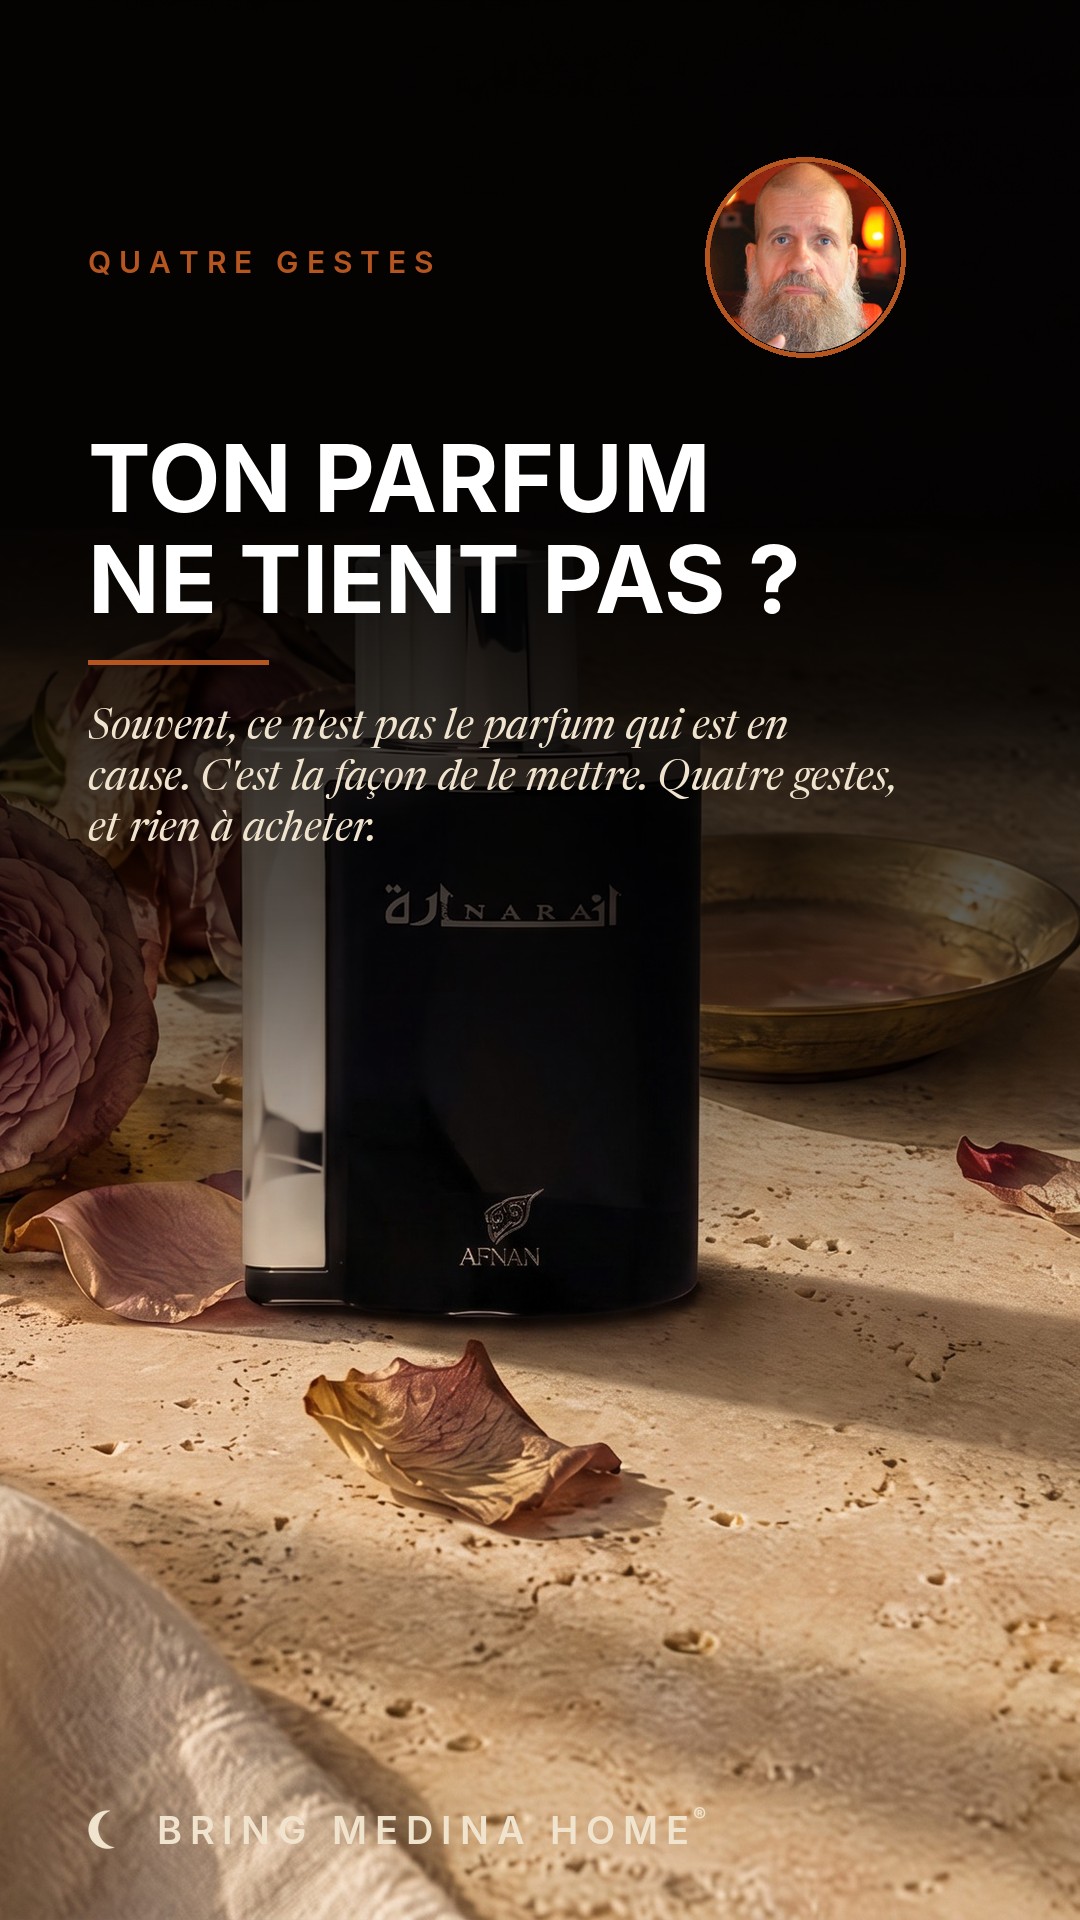 QUATRE GESTES
TON PARFUM
NE TIENT PAS ?
Souvent, ce n'est pas le parfum qui est en
cause. C'est la façon de le mettre. Quatre gestes,
et rien à acheter.
انارة
NARA
AFNAN
BRING MEDINA HOME®